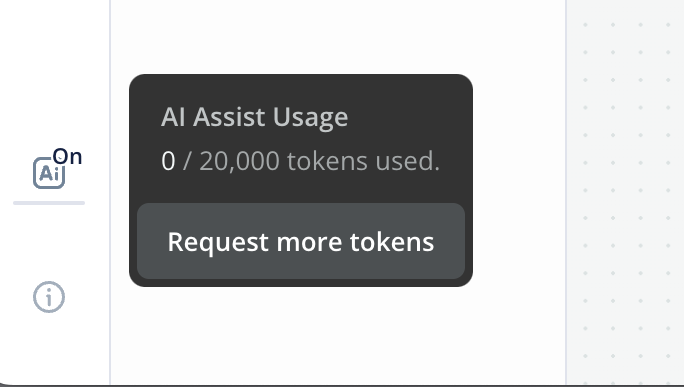 AI Assist Usage
0 / 20,000 tokens used.
On
Ai
Request more tokens
i